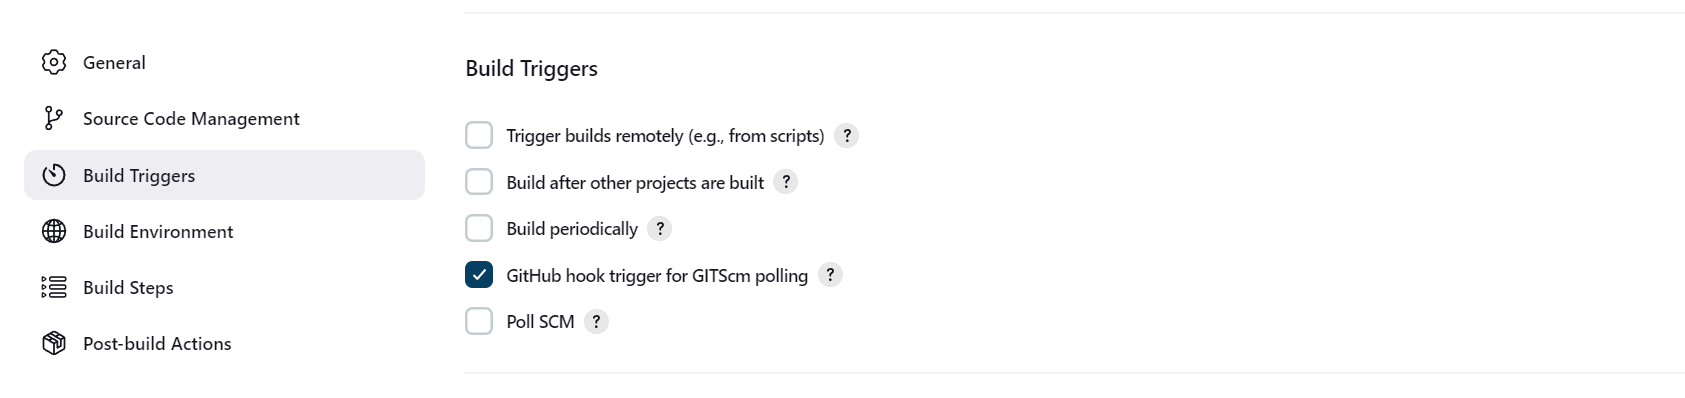 General
Source Code Management
Build Triggers
Build Environment
Build Steps
Post-build Actions
Build Triggers
Trigger builds remotely (e.g., from scripts) ?
Build after other projects are built ?
Build periodically ?
GitHub hook trigger for GITScm polling ?
Poll SCM ?